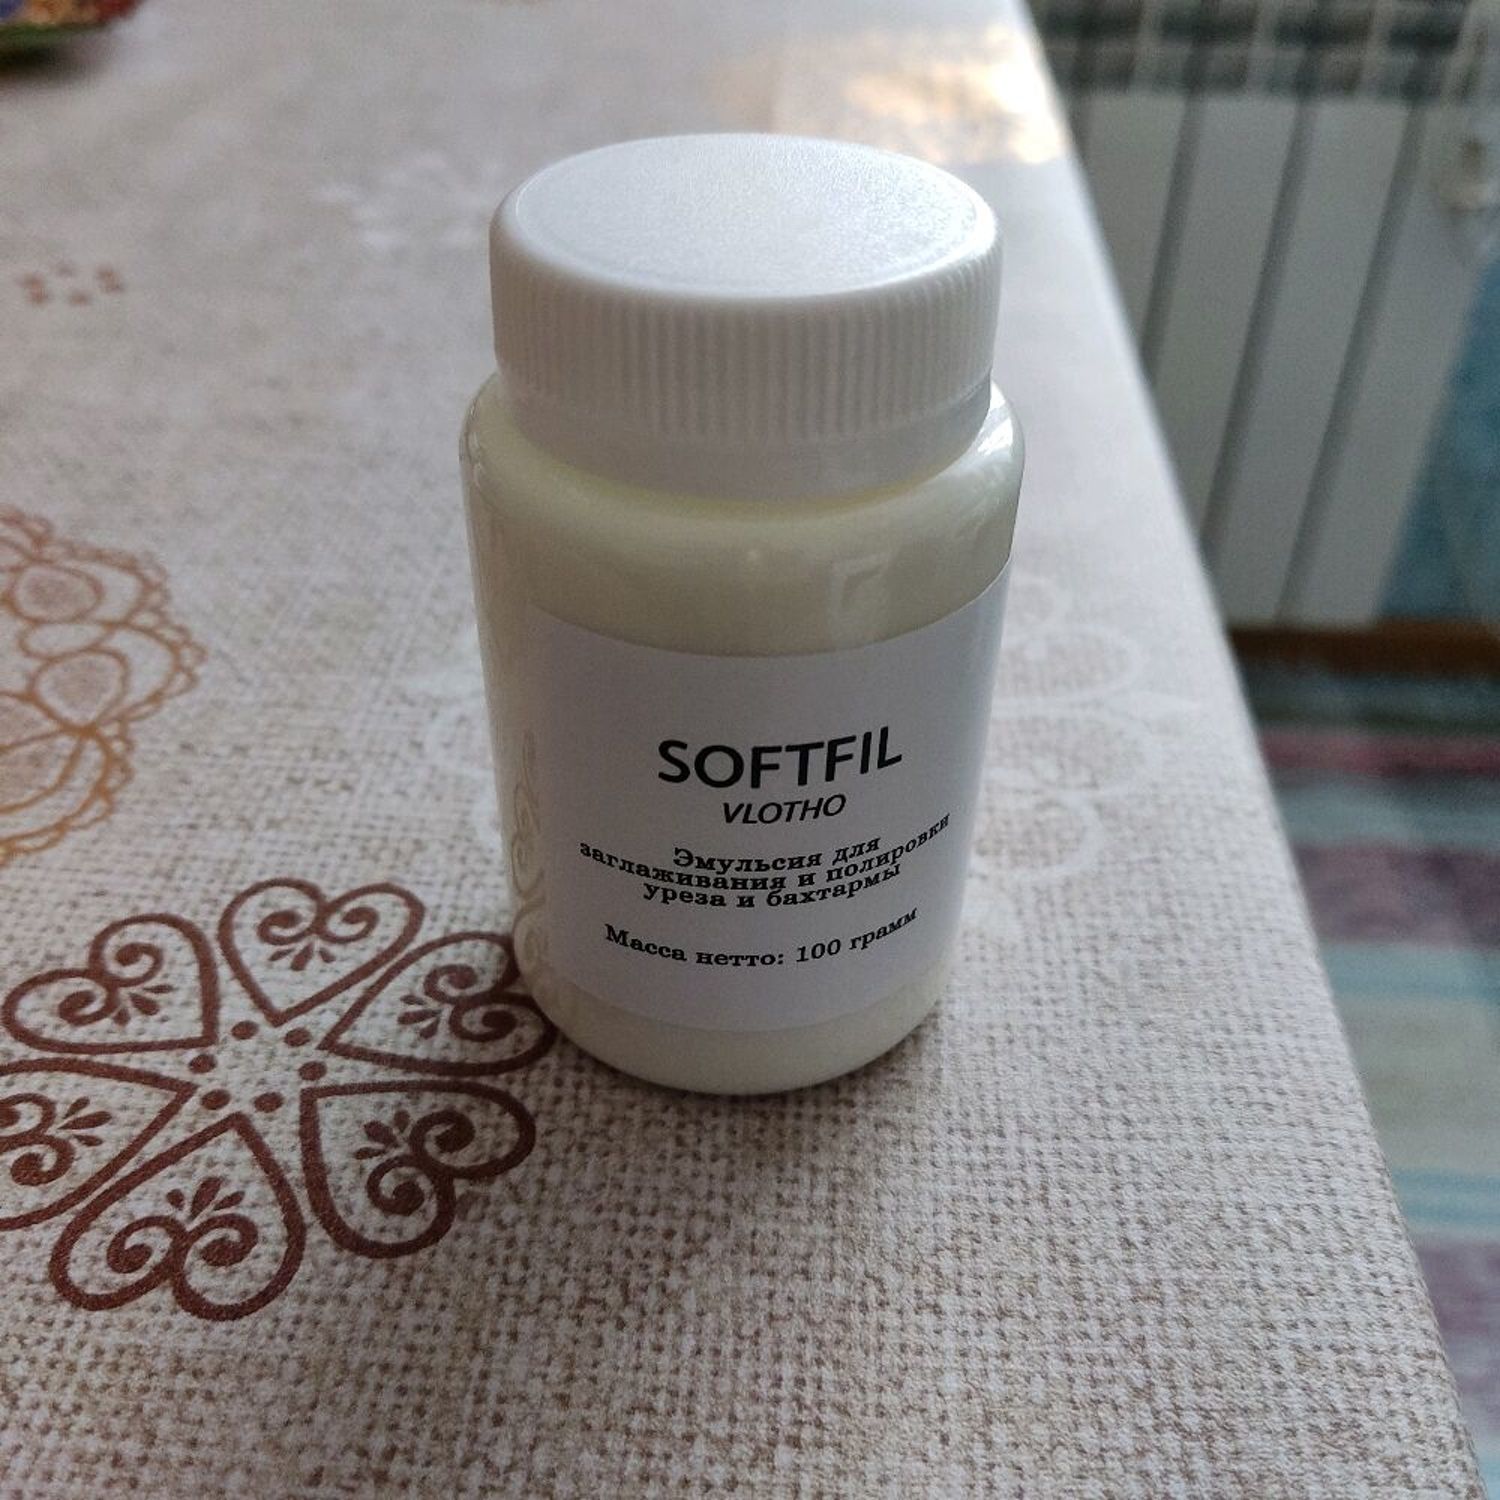 SOFTFIL
VLOTHO
Эмульсия для
заглаживания и полировки
уреза и бахтармы
Масса нетто: 100 грамм